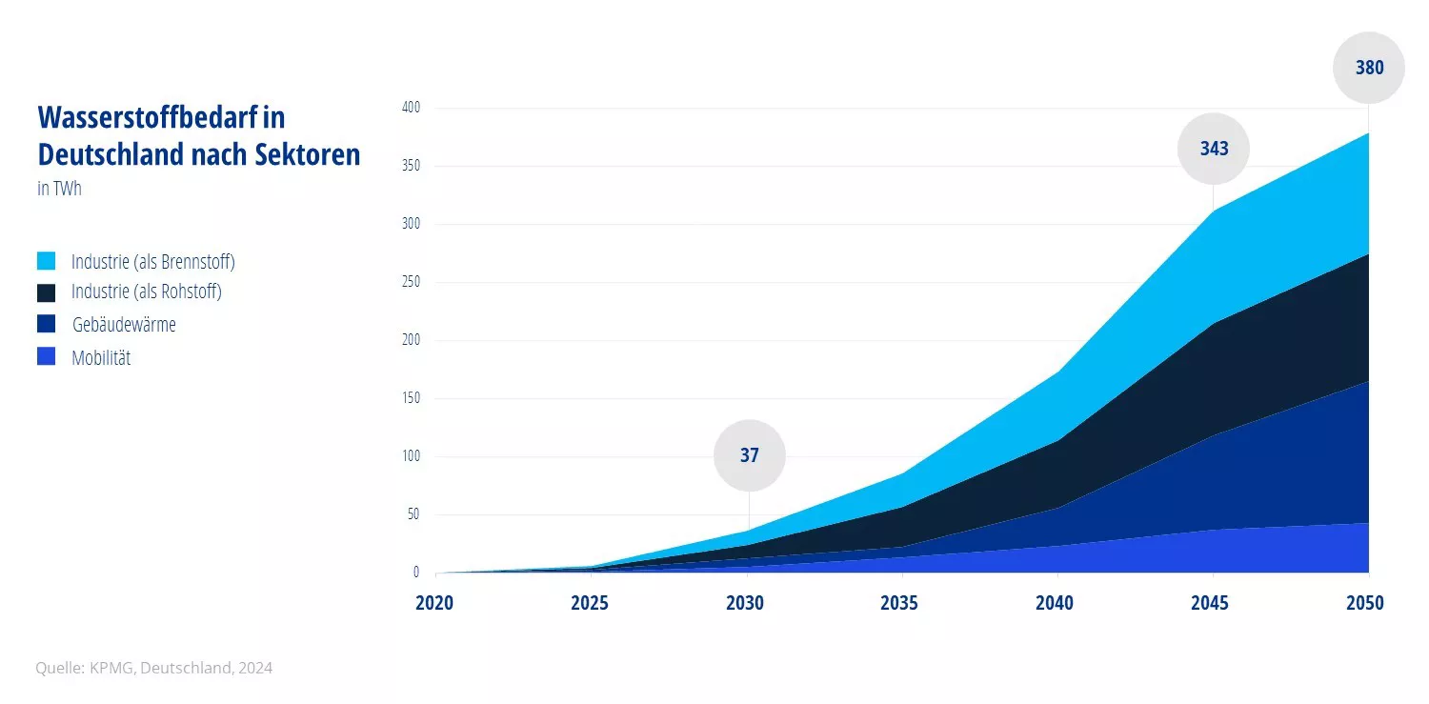 Wasserstoffbedarf in
Deutschland nach Sektoren
in TWh
Industrie (als Brennstoff)
Industrie (als Rohstoff)
Gebäudewärme
Mobilität
380
343
37
400
350
300
250
200
150
100
50
0
2020 2025 2030 2035 2040 2045 2050
Quelle: KPMG, Deutschland, 2024